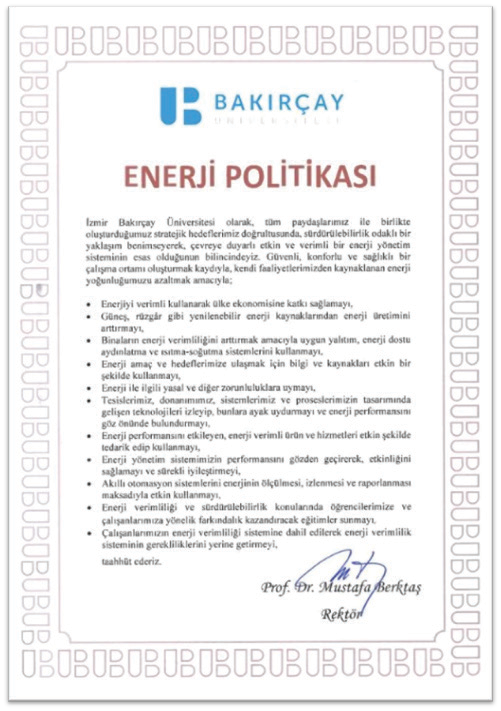 BAKIRÇAY
ÜNİVERSİTESİ
ENERJİ POLİTİKASI
İzmir Bakırçay Üniversitesi olarak, tüm paydaşlarımız ile birlikte
oluşturduğumuz stratejik hedeflerimiz doğrultusunda, sürdürülebilirlik odaklı bir
yaklaşım benimseyerek, çevreye duyarlı etkin ve verimli bir enerji yönetim
sisteminin esas olduğunun bilincindeyiz. Güvenli, konforlu ve sağlıklı bir
çalışma ortamı oluşturmak kaydıyla, kendi faaliyetlerimizden kaynaklanan enerji
yoğunluğumuzu azaltmak amacıyla;
• Enerjiyi verimli kullanarak ülke ekonomisine katkı sağlamayı,
• Güneş, rüzgâr gibi yenilenebilir enerji kaynaklarından enerji üretimini
arttırmayı,
• Binaların enerji verimliliğini arttırmak amacıyla uygun yalıtım, enerji dostu
aydınlatma ve ısıtma-soğutma sistemlerini kullanmayı,
• Enerji amaç ve hedeflerimize ulaşmak için bilgi ve kaynakları etkin bir
şekilde kullanmayı,
• Enerji ile ilgili yasal ve diğer zorunluluklara uymayı,
• Tesislerimiz, donanımımız, sistemlerimiz ve proseslerimizin tasarımında
gelişen teknolojileri izleyip, bunlara ayak uydurmayı ve enerji performansını
göz önünde bulundurmayı,
• Enerji performansını etkileyen, enerji verimli ürün ve hizmetleri etkin şekilde
tedarik edip kullanmayı,
• Enerji yönetim sistemimizin performansını gözden geçirerek, etkinliğini
sağlamayı ve sürekli iyileştirmeyi,
• Akıllı otomasyon sistemlerini enerjinin ölçülmesi, izlenmesi ve raporlanması
maksadıyla etkin kullanmayı,
• Enerji verimliliği ve sürdürülebilirlik konularında öğrencilerimize ve
çalışanlarımıza yönelik farkındalık kazandıracak eğitimler sunmayı,
• Çalışanlarımızın enerji verimliliği sistemine dahil edilerek enerji verimlilik
sisteminin gerekliliklerini yerine getirmeyi,
taahhüt ederiz.
Prof. Dr. Mustafa Berktaş
Rektör